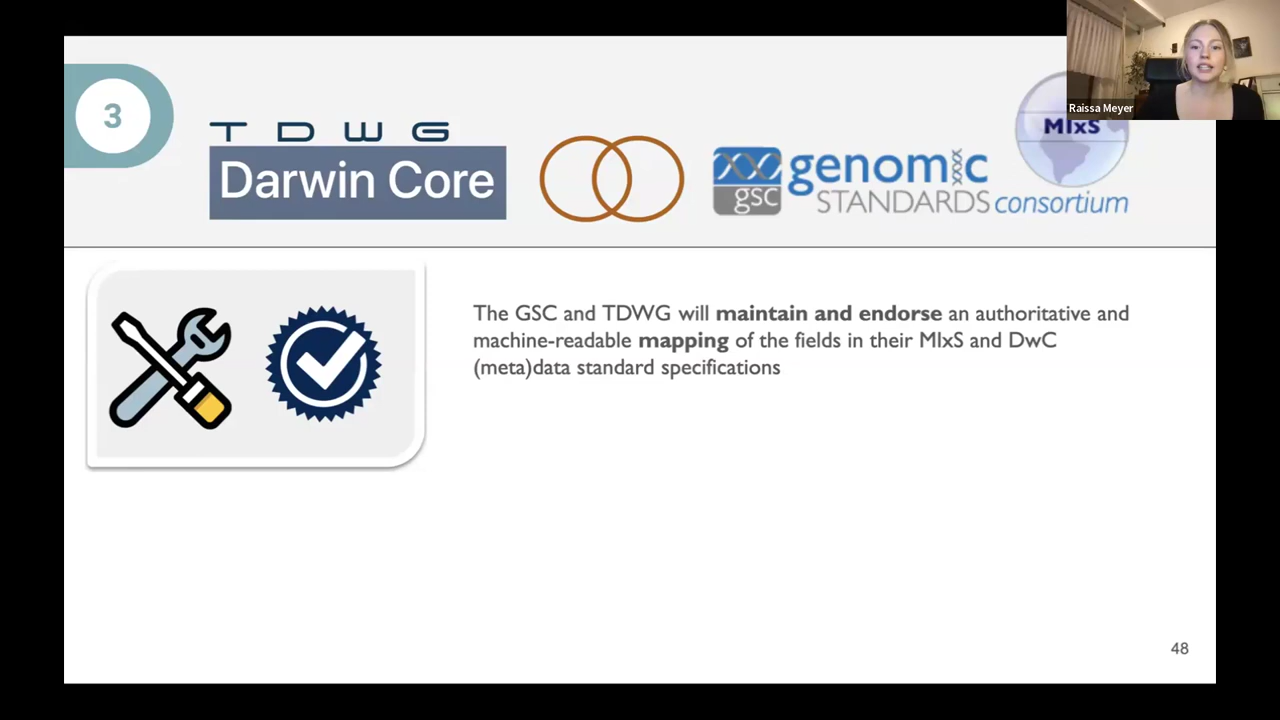 Raissa Meyer
3
TDWG
Darwin Core
gsc
genomic
STANDARDS consortium
MIxS
The GSC and TDWG will maintain and endorse an authoritative and
machine-readable mapping of the fields in their MIxS and DwC
(meta)data standard specifications
48